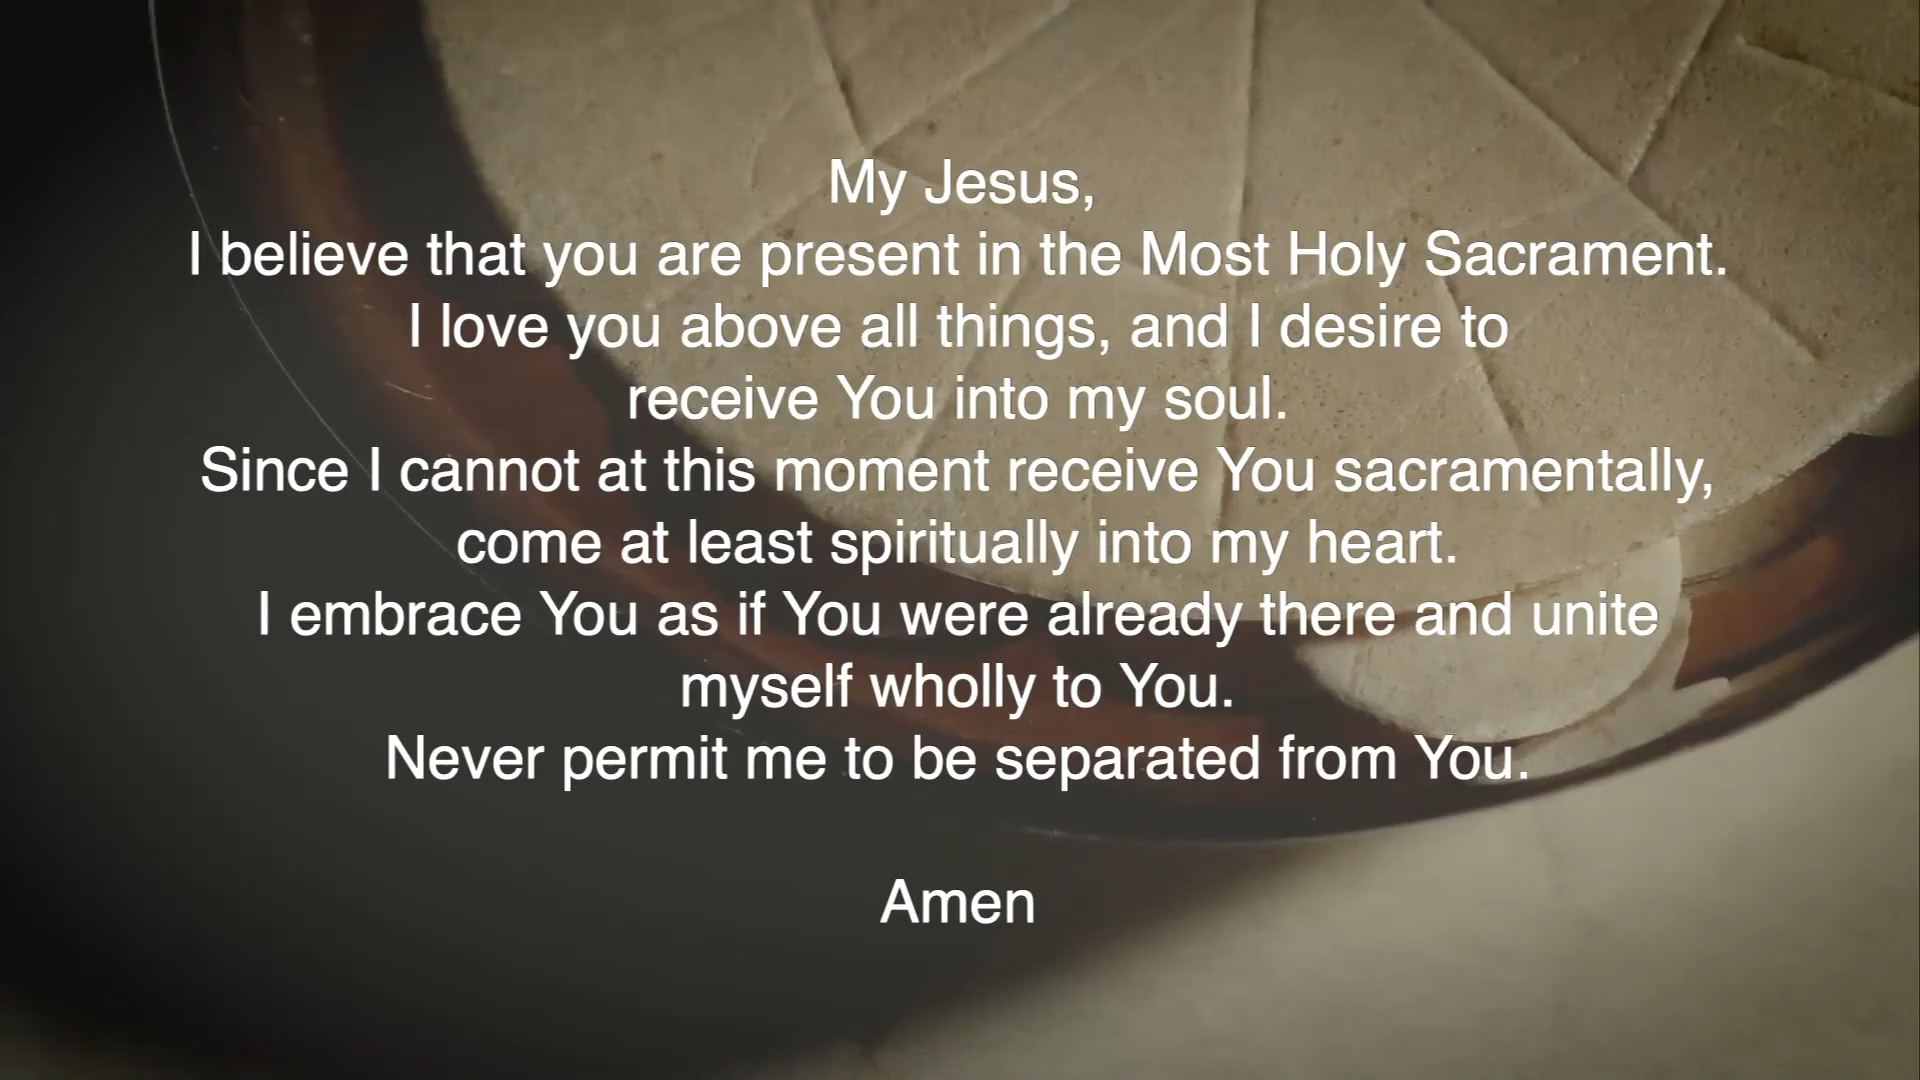 My Jesus,
I believe that you are present in the Most Holy Sacrament.
I love you above all things, and I desire to
receive You into my soul.
Since I cannot at this moment receive You sacramentally,
come at least spiritually into my heart.
I embrace You as if You were already there and unite
myself wholly to You.
Never permit me to be separated from You.
Amen